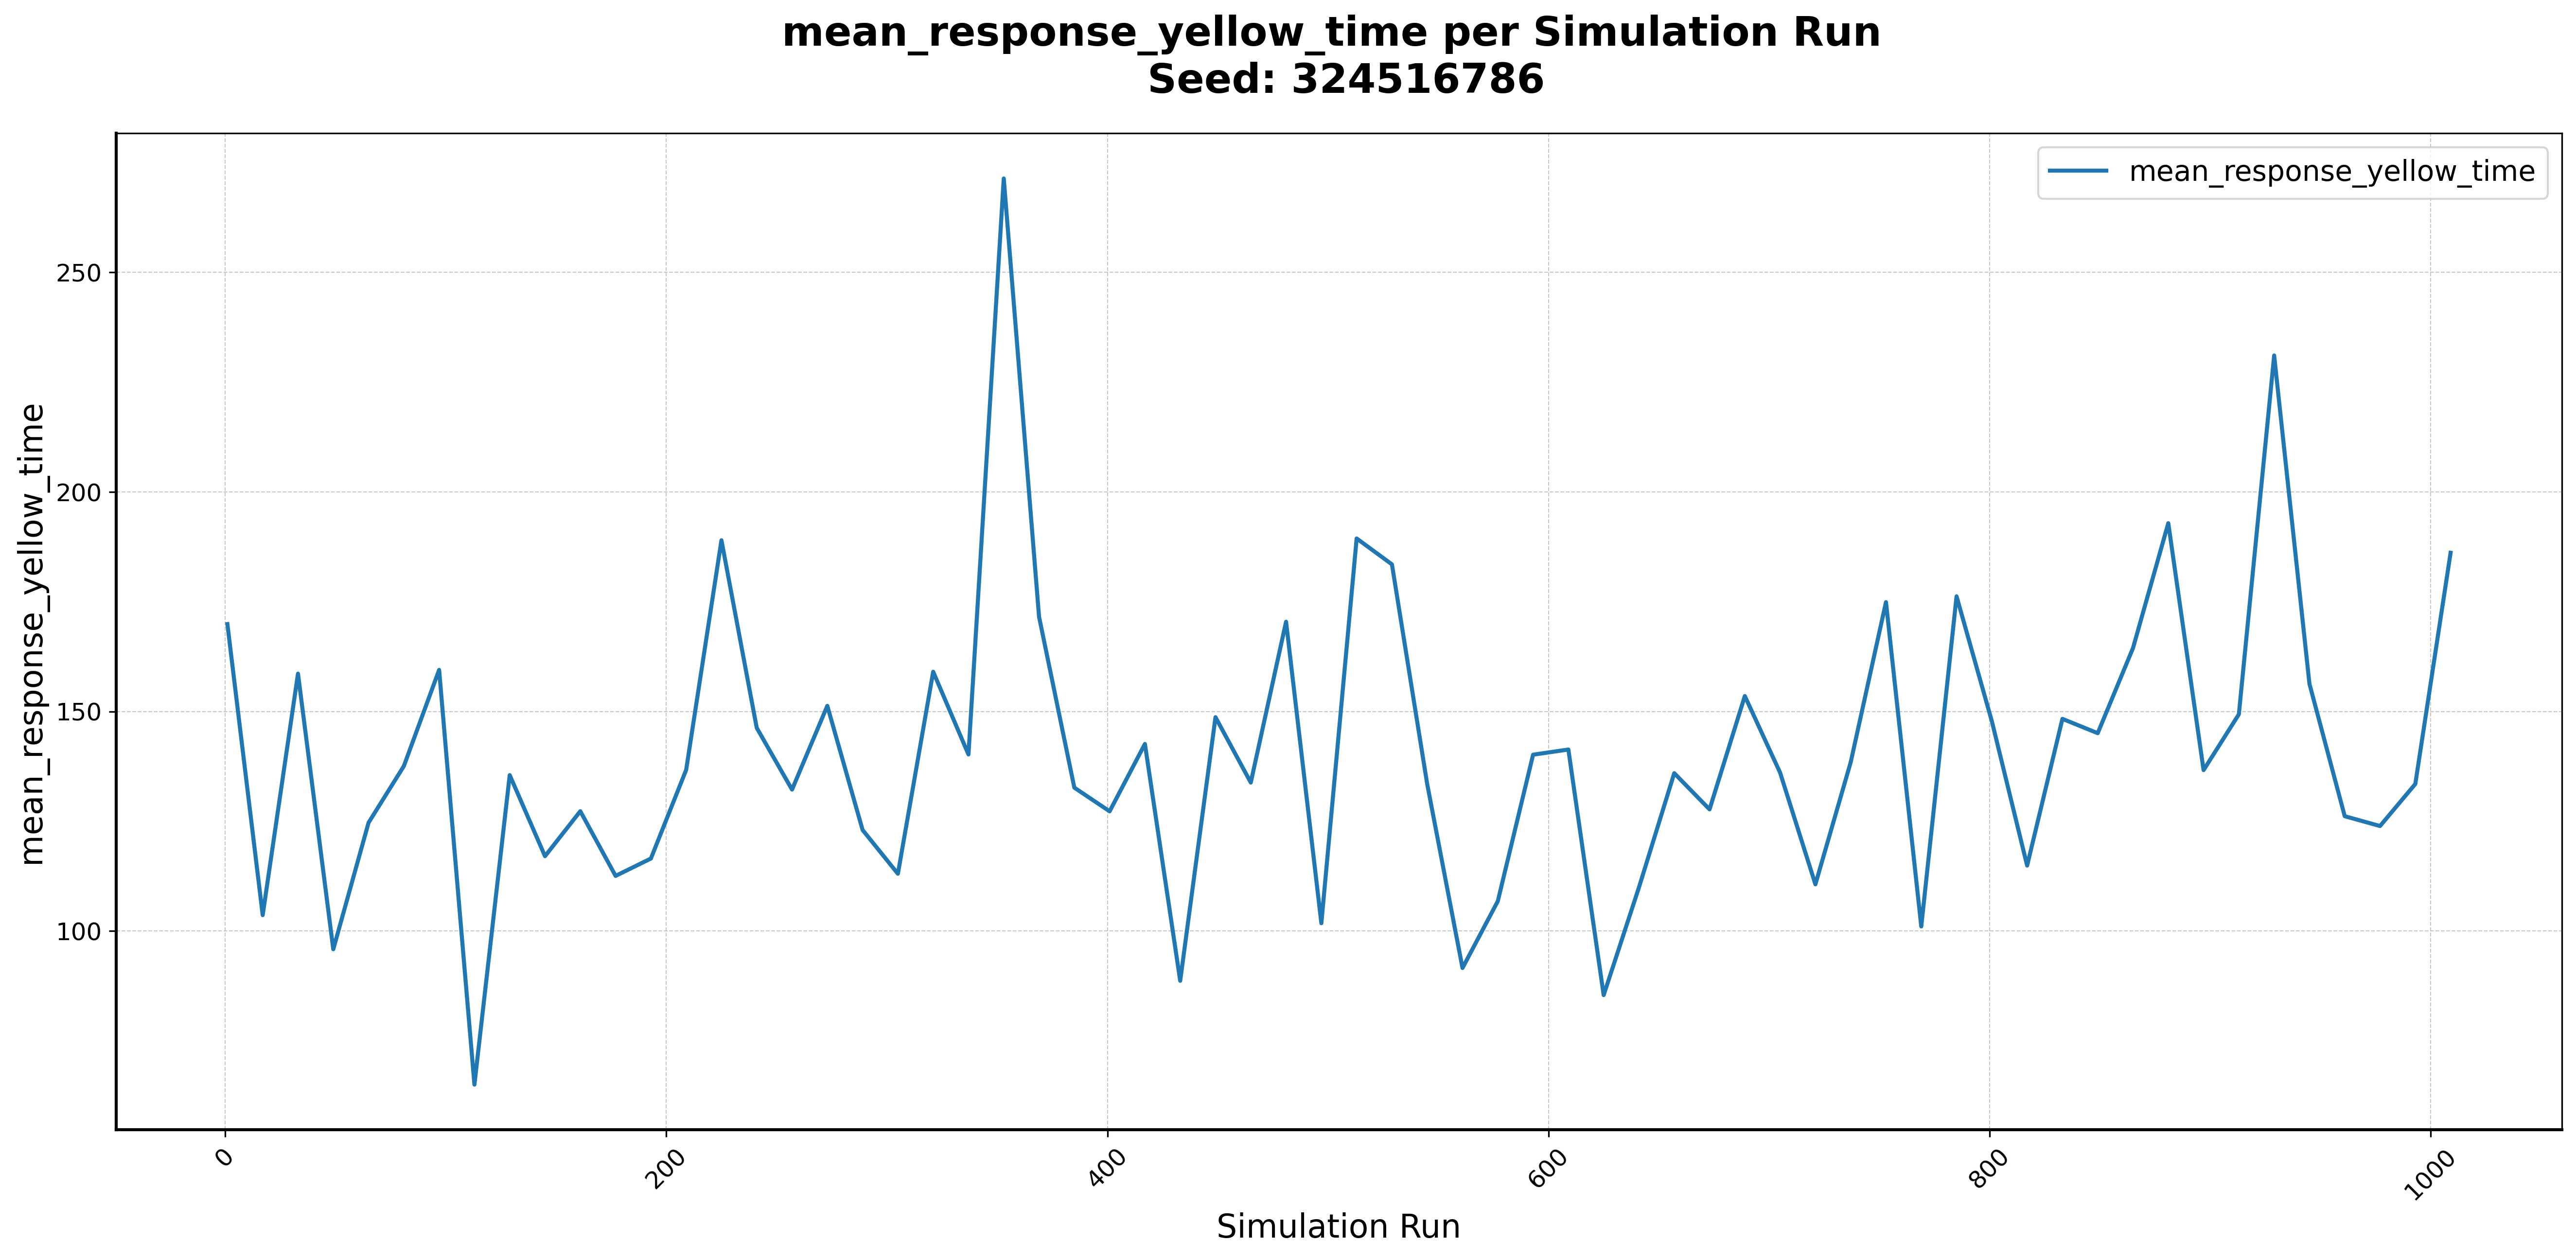 mean_response_yellow_time per Simulation Run
Seed: 324516786
mean_response_yellow_time
mean_response_yellow_time
250
200
150
100
0
200
400
600
800
1000
Simulation Run